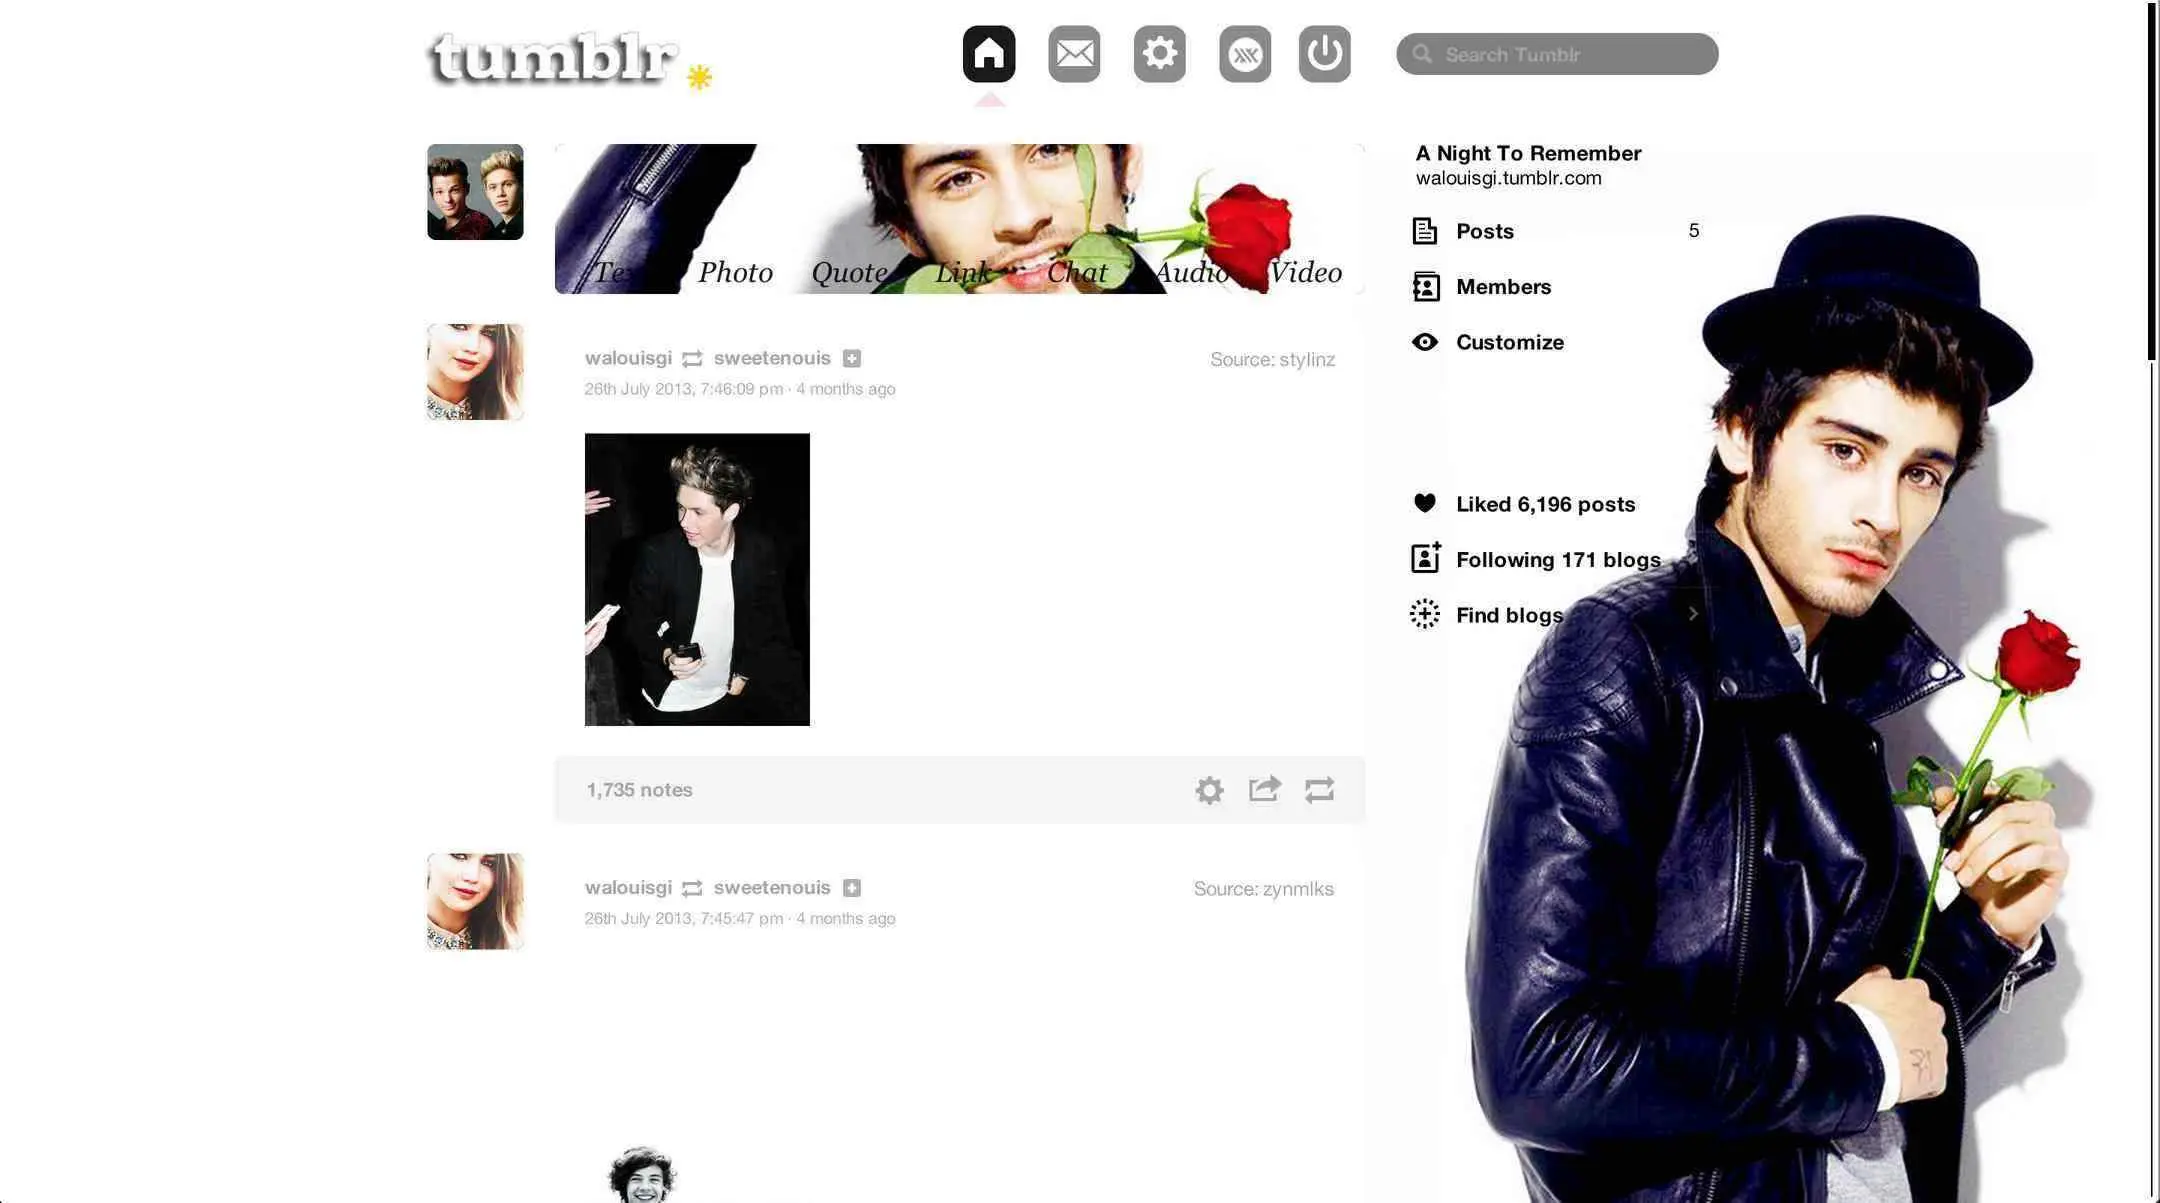 tumblr
Search Tumblr
A Night To Remember
walouisgi.tumblr.com
Posts 5
Members
Customize
Liked 6,196 posts
Following 171 blogs
Find blogs
Text Photo Quote Link Chat Audio Video
walouisgi sweetenouis
Source: stylinz
26th July 2013, 7:46:09 pm · 4 months ago
1,735 notes
walouisgi sweetenouis
Source: zynmlks
26th July 2013, 7:45:47 pm · 4 months ago